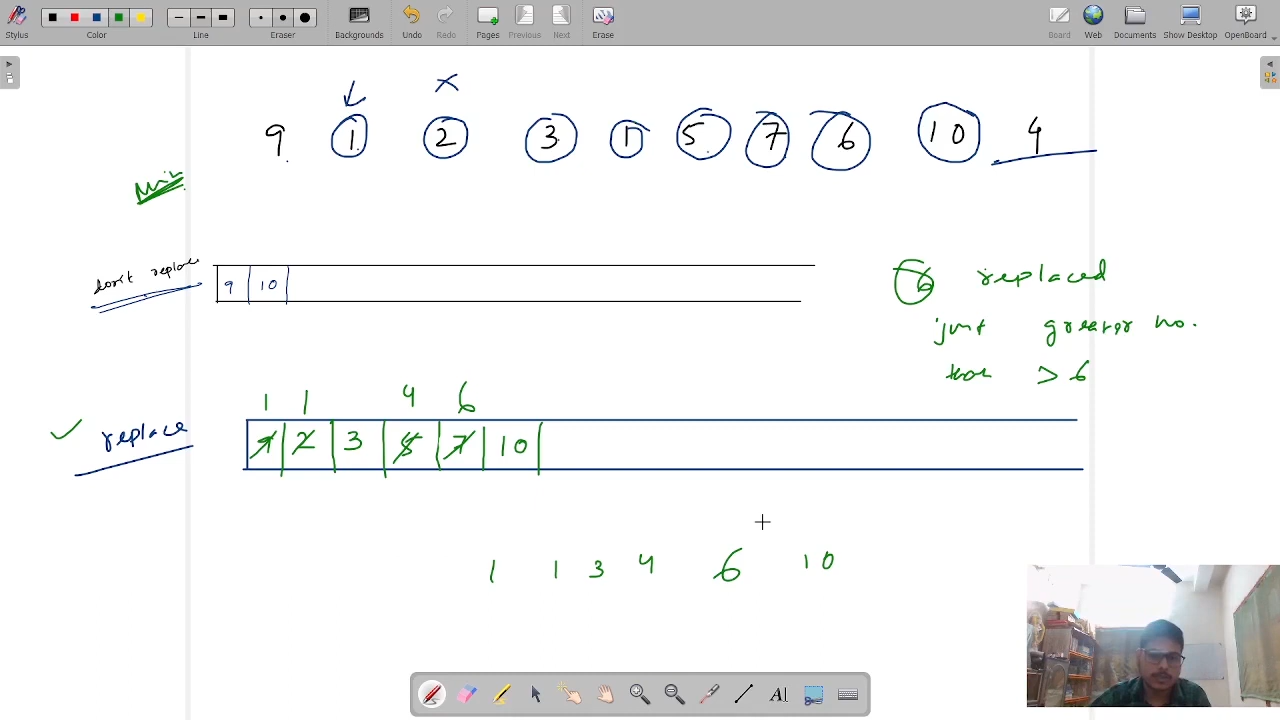 Stylus Color Line Eraser Backgrounds Undo Redo Pages Previous Next Erase Board Web Documents Show Desktop OpenBoard
9 1 2 3 1 5 7 6 10 4
Min
don't replace 9 10
6 replaced
just greater no.
than > 6
1 1 4 6
replace 9 2 3 5 7 10
1 1 3 4 6 10